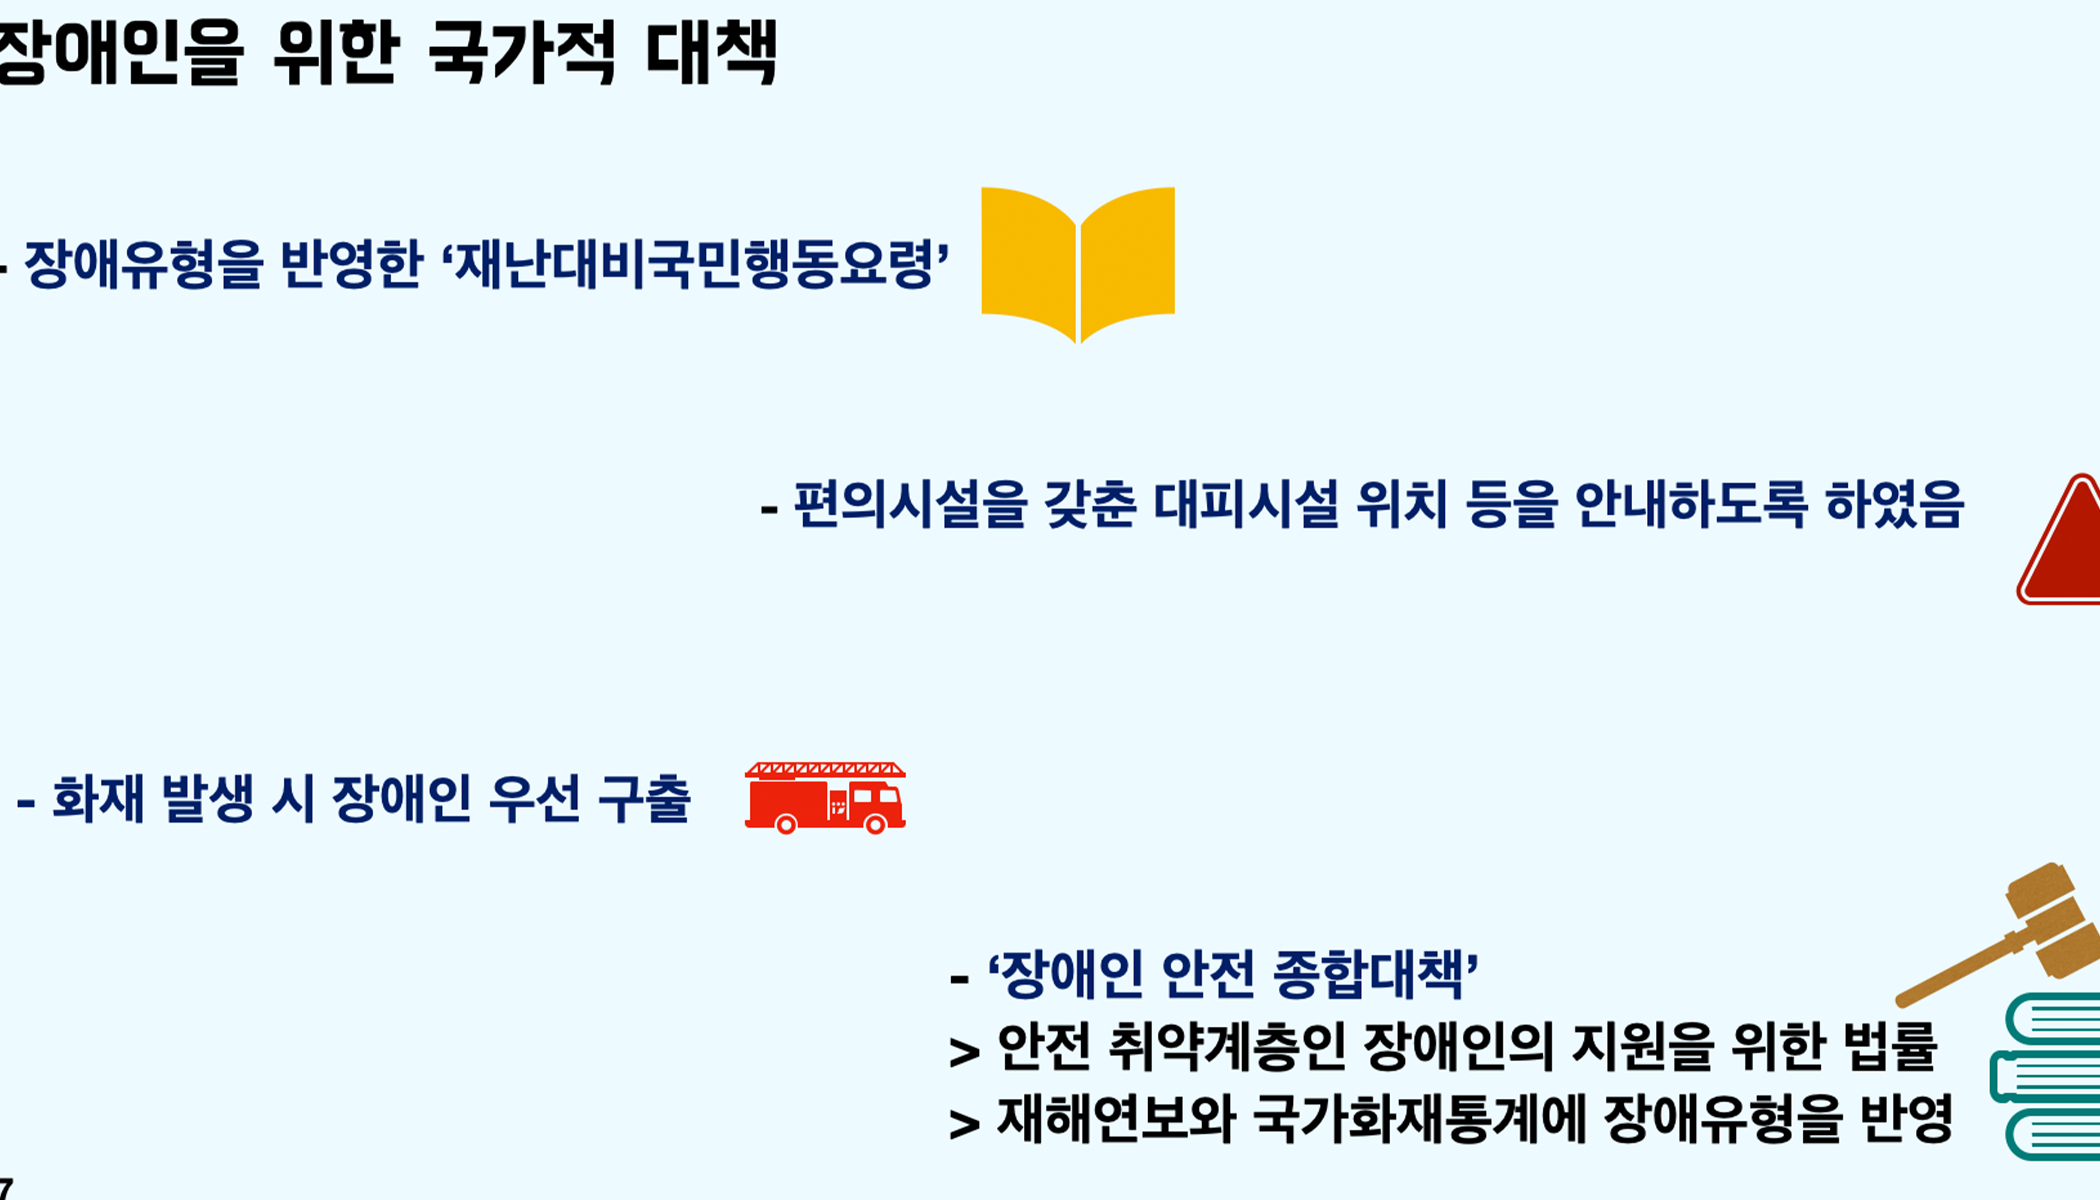 장애인을 위한 국가적 대책
- 장애유형을 반영한 ‘재난대비국민행동요령’
- 편의시설을 갖춘 대피시설 위치 등을 안내하도록 하였음
- 화재 발생 시 장애인 우선 구출
- ‘장애인 안전 종합대책’
> 안전 취약계층인 장애인의 지원을 위한 법률
> 재해연보와 국가화재통계에 장애유형을 반영
7